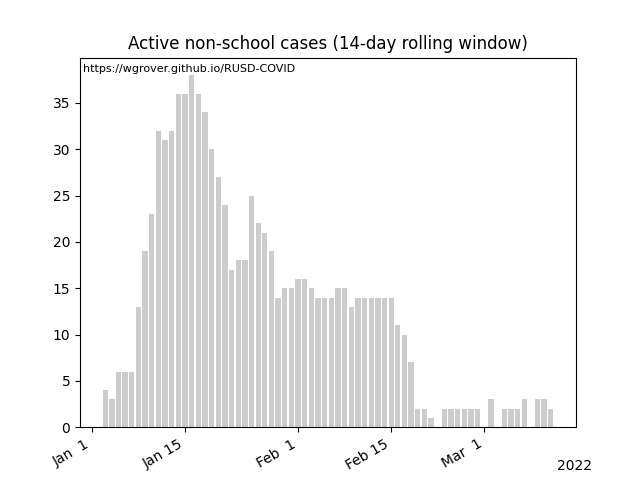 Active non-school cases (14-day rolling window)
https://wgrover.github.io/RUSD-COVID
35
30
25
20
15
10
5
0
Jan 1
Jan 15
Feb 1
Feb 15
Mar 1
2022